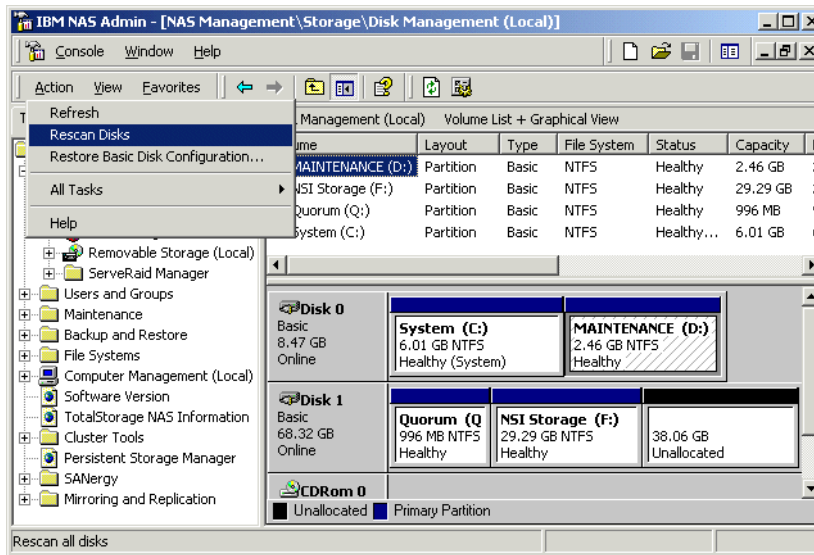 IBM NAS Admin - [NAS Management\Storage\Disk Management (Local)]
Console Window Help
Action View Favorites
Refresh
Rescan Disks
Restore Basic Disk Configuration...
All Tasks
Help
Management (Local) Volume List + Graphical View
Layout Type File System Status Capacity
MAINTENANCE (D:) Partition Basic NTFS Healthy 2.46 GB
NSI Storage (F:) Partition Basic NTFS Healthy 29.29 GB
Quorum (Q:) Partition Basic NTFS Healthy 996 MB
System (C:) Partition Basic NTFS Healthy... 6.01 GB
Removable Storage (Local)
ServeRaid Manager
Users and Groups
Maintenance
Backup and Restore
File Systems
Computer Management (Local)
Software Version
TotalStorage NAS Information
Cluster Tools
Persistent Storage Manager
SANergy
Mirroring and Replication
Disk 0
Basic
8.47 GB
Online
System (C:)
6.01 GB NTFS
Healthy (System)
MAINTENANCE (D:)
2.46 GB NTFS
Healthy
Disk 1
Basic
68.32 GB
Online
Quorum (Q
996 MB NTFS
Healthy
NSI Storage (F:)
29.29 GB NTFS
Healthy
38.06 GB
Unallocated
CDRom 0
Unallocated Primary Partition
Rescan all disks